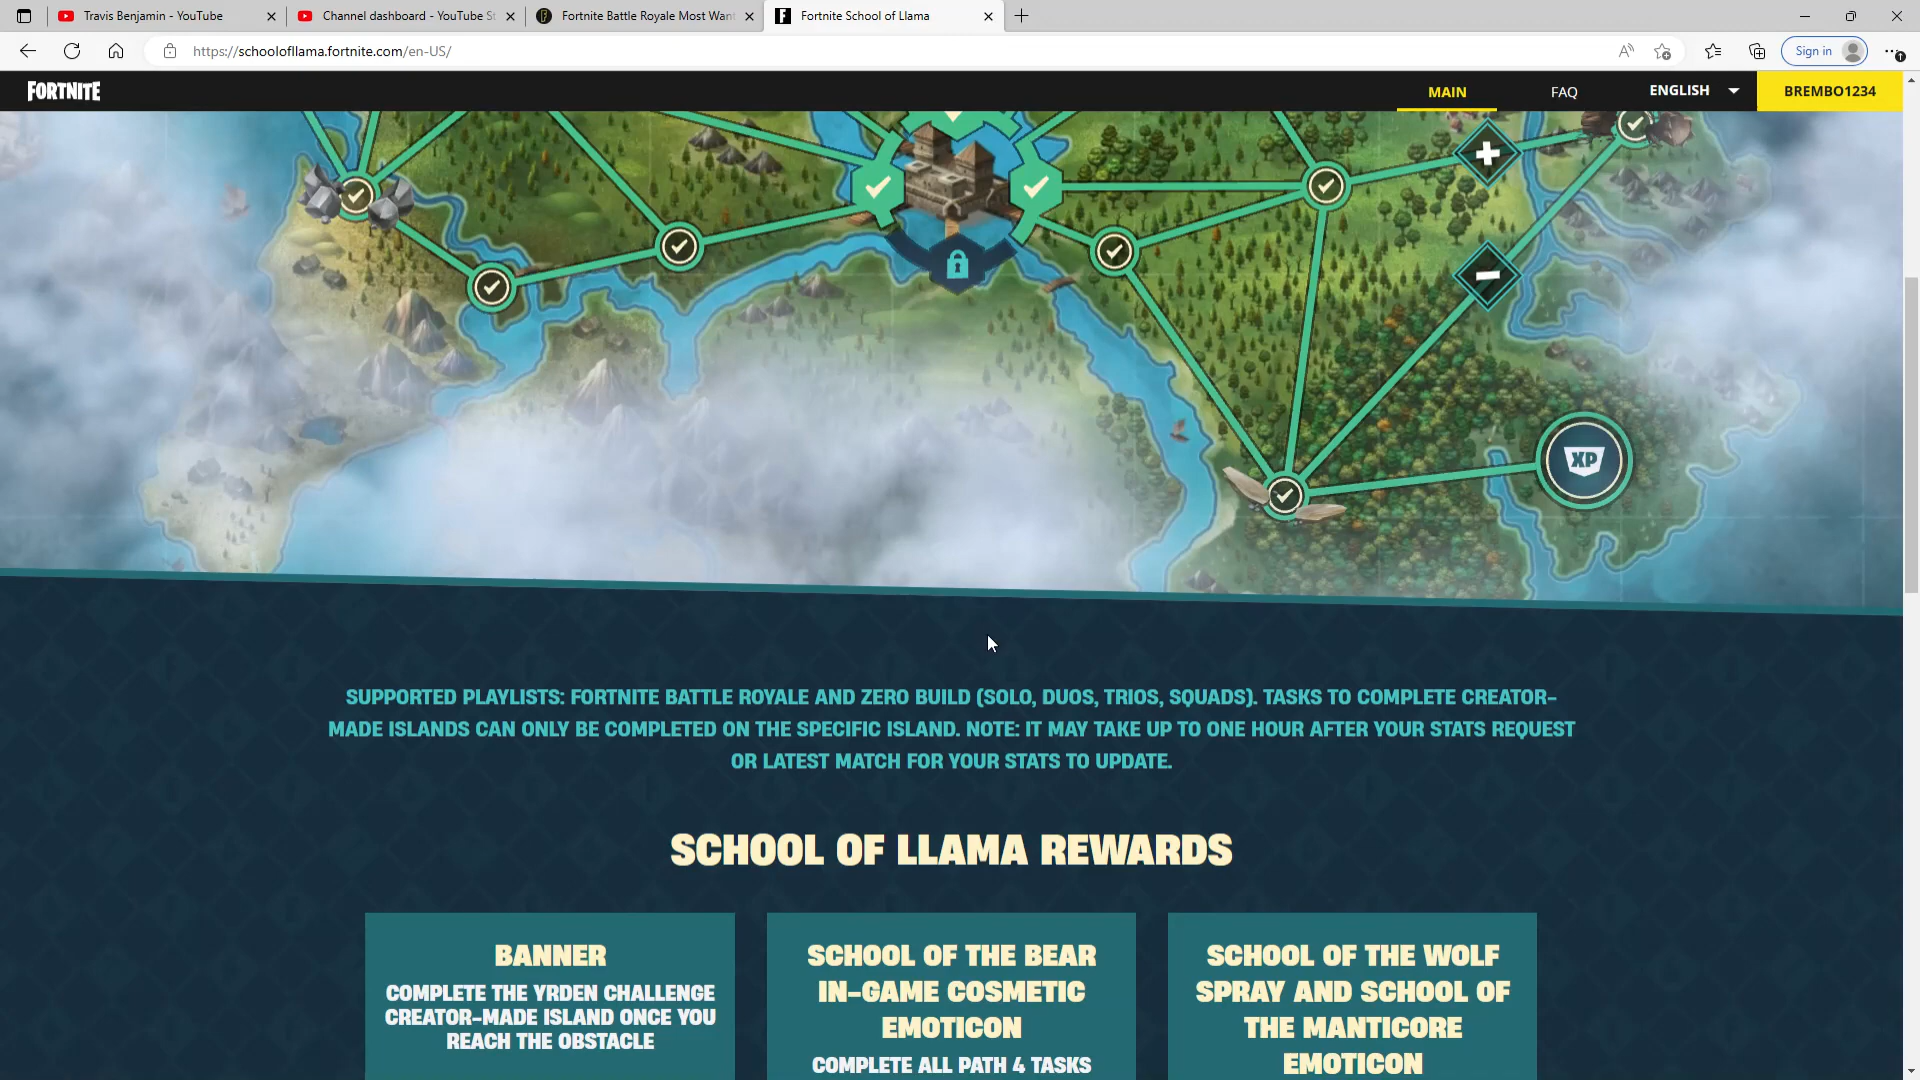 Travis Benjamin - YouTube
Channel dashboard - YouTube St
Fortnite Battle Royale Most Want
Fortnite School of Llama
https://schoolofllama.fortnite.com/en-US/
Sign in
FORTNITE
MAIN
FAQ
ENGLISH
BREMBO1234
XP
SUPPORTED PLAYLISTS: FORTNITE BATTLE ROYALE AND ZERO BUILD (SOLO, DUOS, TRIOS, SQUADS). TASKS TO COMPLETE CREATOR-
MADE ISLANDS CAN ONLY BE COMPLETED ON THE SPECIFIC ISLAND. NOTE: IT MAY TAKE UP TO ONE HOUR AFTER YOUR STATS REQUEST
OR LATEST MATCH FOR YOUR STATS TO UPDATE.
SCHOOL OF LLAMA REWARDS
BANNER
COMPLETE THE YRDEN CHALLENGE
CREATOR-MADE ISLAND ONCE YOU
REACH THE OBSTACLE
SCHOOL OF THE BEAR
IN-GAME COSMETIC
EMOTICON
COMPLETE ALL PATH 4 TASKS
SCHOOL OF THE WOLF
SPRAY AND SCHOOL OF
THE MANTICORE
EMOTICON